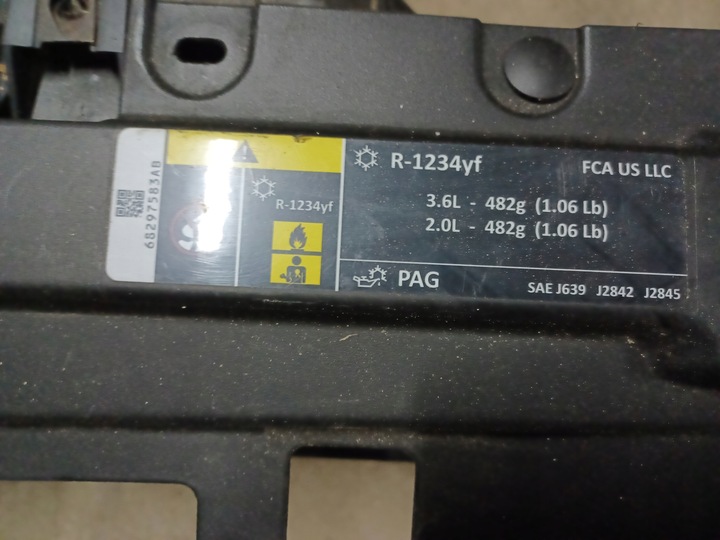 68297583AB
R-1234yf
R-1234yf
FCA US LLC
3.6L - 482g (1.06 Lb)
2.0L - 482g (1.06 Lb)
PAG
SAE J639 J2842 J2845